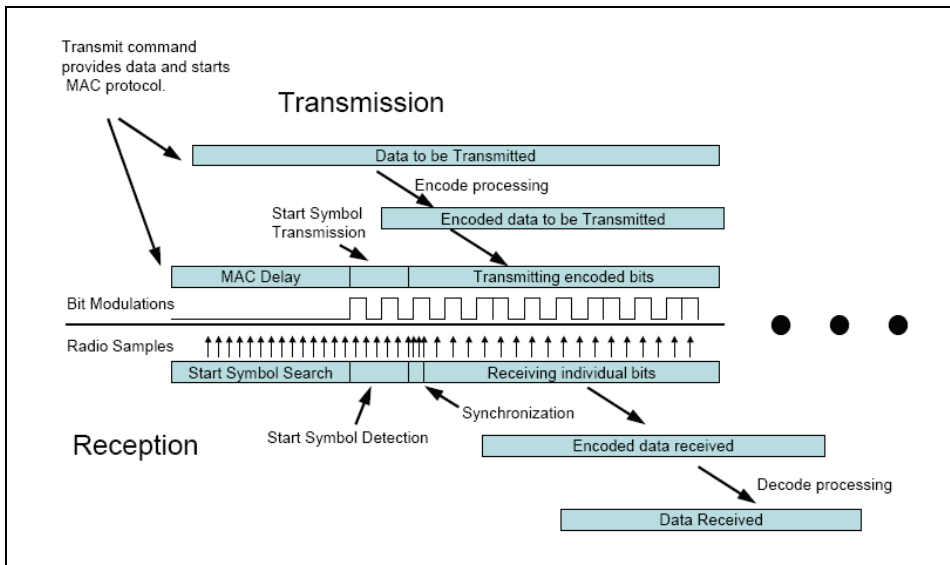 Transmit command
provides data and starts
MAC protocol.
Transmission
Data to be Transmitted
Encode processing
Start Symbol
Transmission
Encoded data to be Transmitted
MAC Delay
Transmitting encoded bits
Bit Modulations
Radio Samples
Start Symbol Search
Receiving individual bits
Synchronization
Start Symbol Detection
Reception
Encoded data received
Decode processing
Data Received